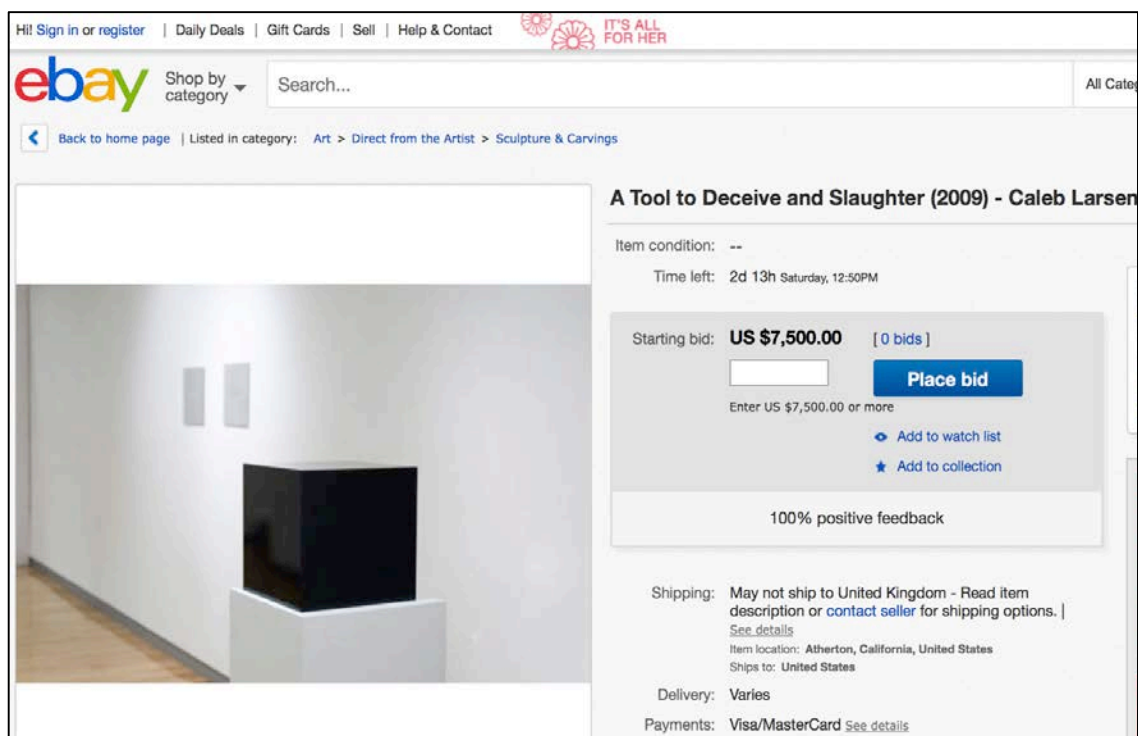 Hi! Sign in or register | Daily Deals | Gift Cards | Sell | Help & Contact
IT'S ALL
FOR HER
ebay
Shop by
category
Search...
All Categ
Back to home page | Listed in category: Art > Direct from the Artist > Sculpture & Carvings
A Tool to Deceive and Slaughter (2009) - Caleb Larsen
Item condition: --
Time left: 2d 13h Saturday, 12:50PM
Starting bid: US $7,500.00 [ 0 bids ]
Place bid
Enter US $7,500.00 or more
Add to watch list
Add to collection
100% positive feedback
Shipping: May not ship to United Kingdom - Read item
description or contact seller for shipping options. |
See details
Item location: Atherton, California, United States
Ships to: United States
Delivery: Varies
Payments: Visa/MasterCard See details